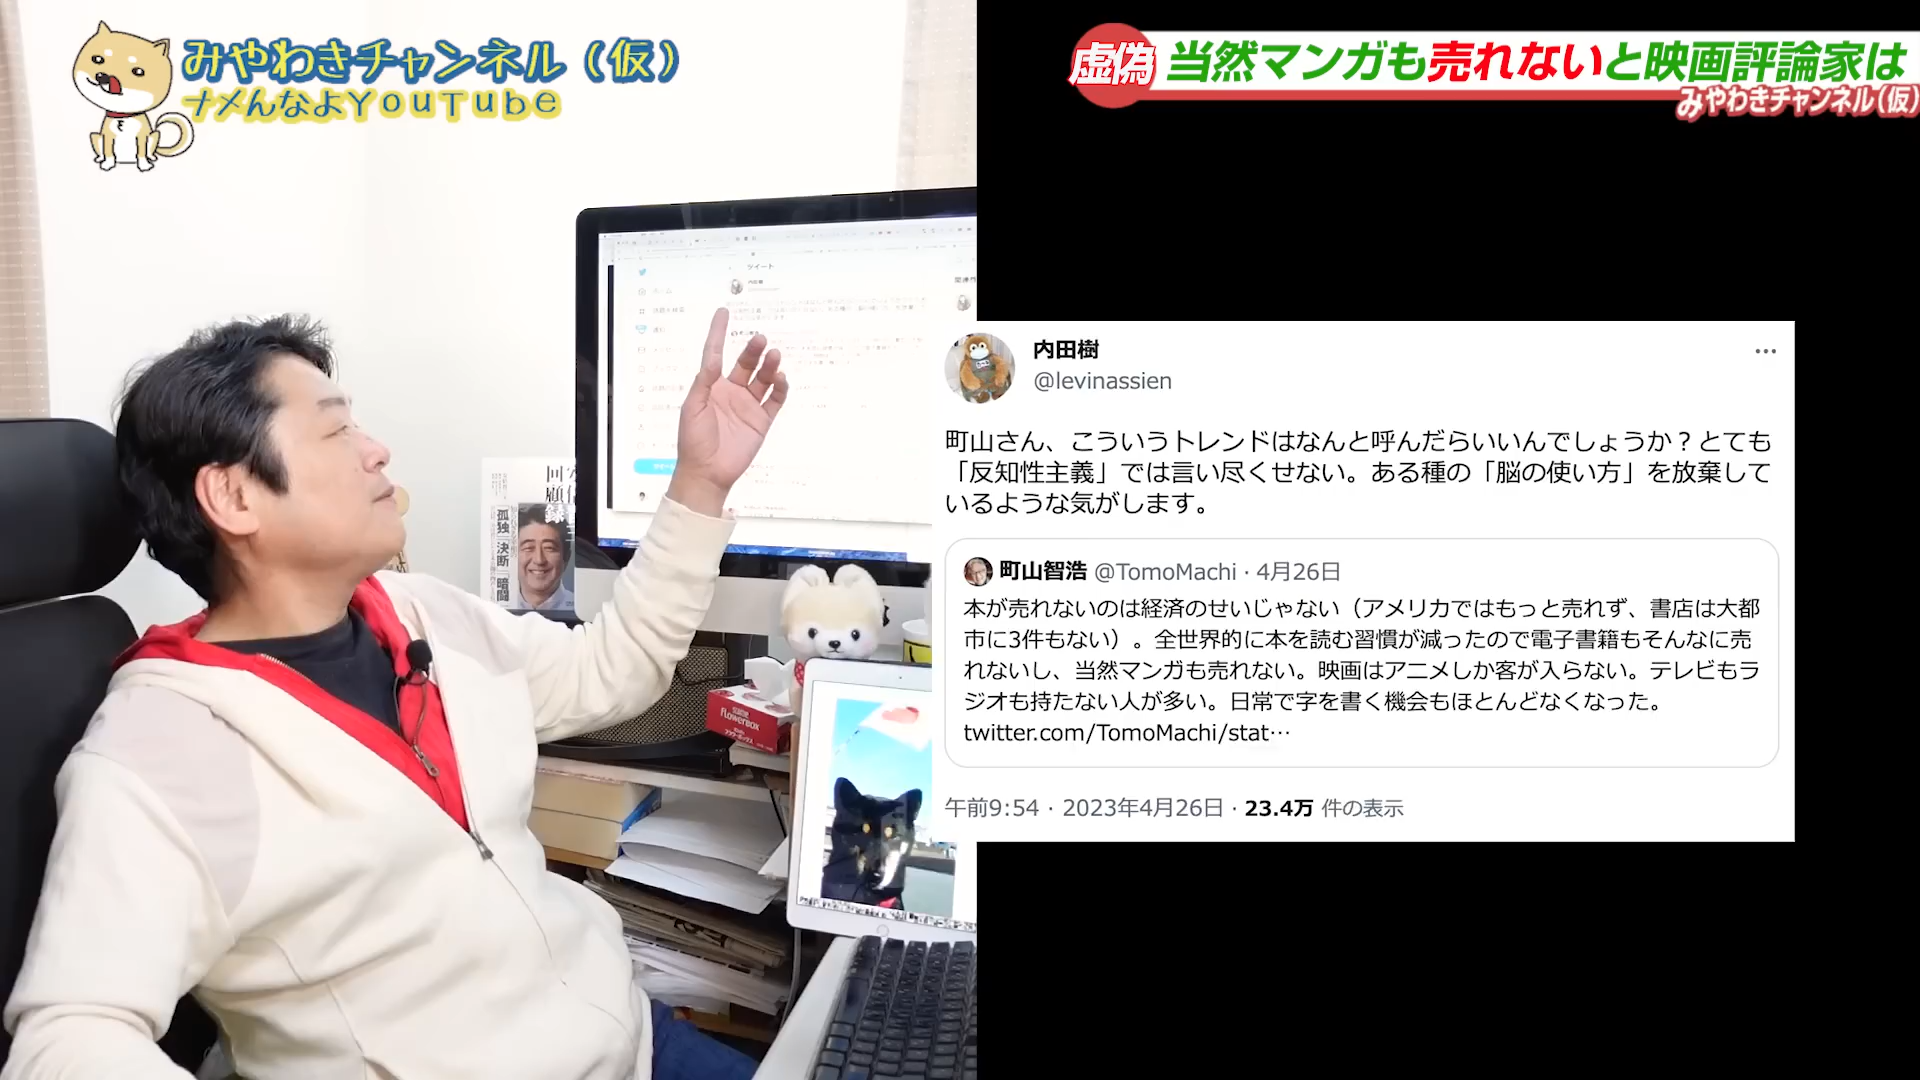 みやわきチャンネル（仮）
ナメんなよYouTube
虚偽 当然マンガも売れないと映画評論家は
みやわきチャンネル(仮)
ツイート
内田樹
@levinassien
町山さん、こういうトレンドはなんと呼んだらいいんでしょうか？とても
「反知性主義」では言い尽くせない。ある種の「脳の使い方」を放棄して
いるような気がします。
町山智浩 @TomoMachi · 4月26日
本が売れないのは経済のせいじゃない（アメリカではもっと売れず、書店は大都
市に3件もない）。全世界的に本を読む習慣が減ったので電子書籍もそんなに売
れないし、当然マンガも売れない。映画はアニメしか客が入らない。テレビもラ
ジオも持たない人が多い。日常で字を書く機会もほとんどなくなった。
twitter.com/TomoMachi/stat…
午前9:54 · 2023年4月26日 · 23.4万 件の表示
回顧録
孤独
決断
暗闘
FLOWERBOX